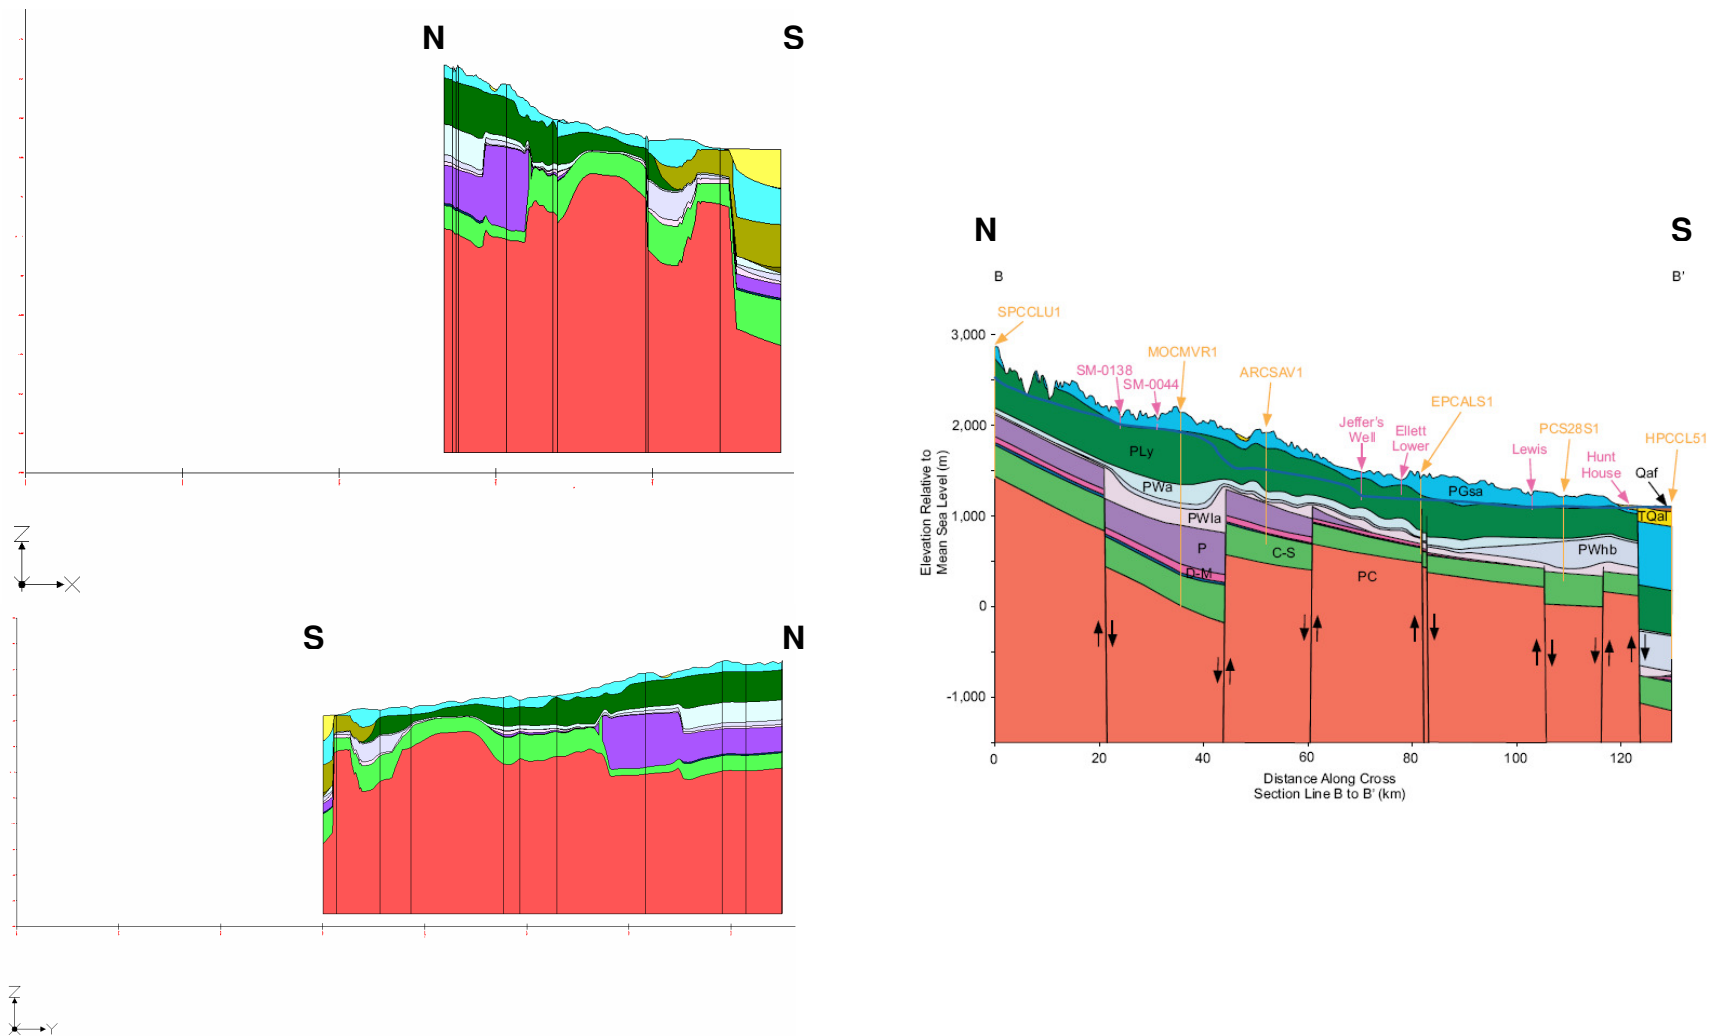 N
S
Z
X
S
N
Z
Y
N
S
B
B'
SPCCLU1
3,000
MOCMVR1
SM-0138
SM-0044
ARCSAV1
EPCALS1
Jeffer's
Well
Ellett
Lower
PCS28S1
HPCCL51
Lewis
Hunt
House
Qaf
2,000
PLy
PWa
PGsa
TQal
1,000
PWla
PWhb
P
C-S
D-M
PC
0
-1,000
Elevation Relative to
Mean Sea Level (m)
0
20
40
60
80
100
120
Distance Along Cross
Section Line B to B' (km)